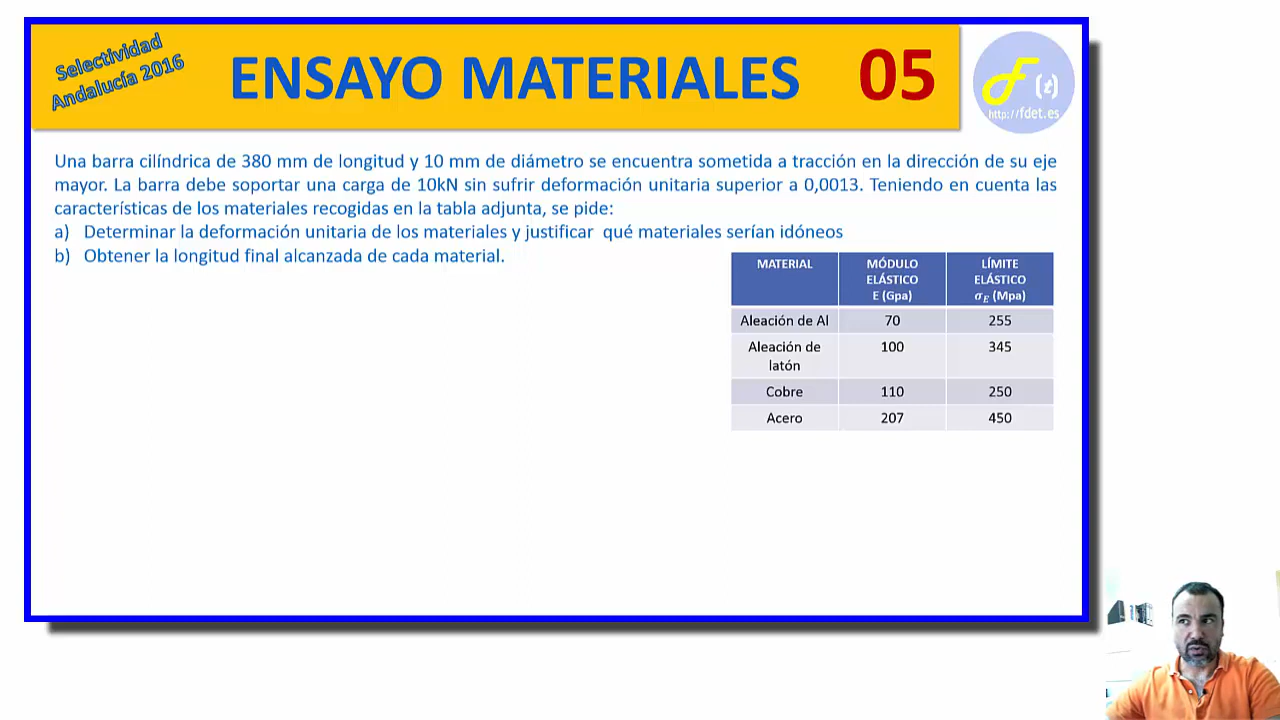 Selectividad
Andalucía 2016
ENSAYO MATERIALES
05
F
(t)
http://fdet.es
Una barra cilíndrica de 380 mm de longitud y 10 mm de diámetro se encuentra sometida a tracción en la dirección de su eje
mayor. La barra debe soportar una carga de 10kN sin sufrir deformación unitaria superior a 0,0013. Teniendo en cuenta las
características de los materiales recogidas en la tabla adjunta, se pide:
a) Determinar la deformación unitaria de los materiales y justificar qué materiales serían idóneos
b) Obtener la longitud final alcanzada de cada material.
MATERIAL
MÓDULO
ELÁSTICO
E (Gpa)
LÍMITE
ELÁSTICO
σ_E (Mpa)
Aleación de Al
70
255
Aleación de
latón
100
345
Cobre
110
250
Acero
207
450